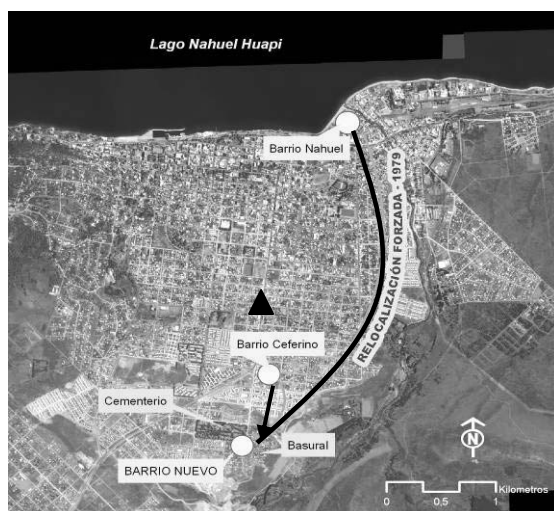 Lago Nahuel Huapi
Barrio Nahuel
RELOCALIZACIÓN FORZADA - 1979
Barrio Ceferino
Cementerio
Basural
BARRIO NUEVO
N
Kilometros
0 0,5 1